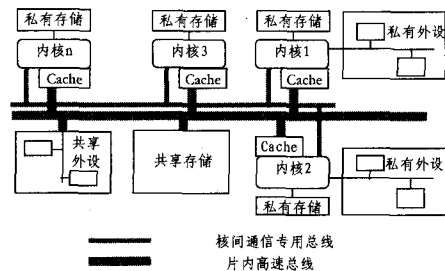 私有存储
私有存储
私有存储
内核n
内核3
内核1
私有外设
Cache
Cache
Cache
共享
外设
共享存储
Cache
内核2
私有存储
私有外设
核间通信专用总线
片内高速总线